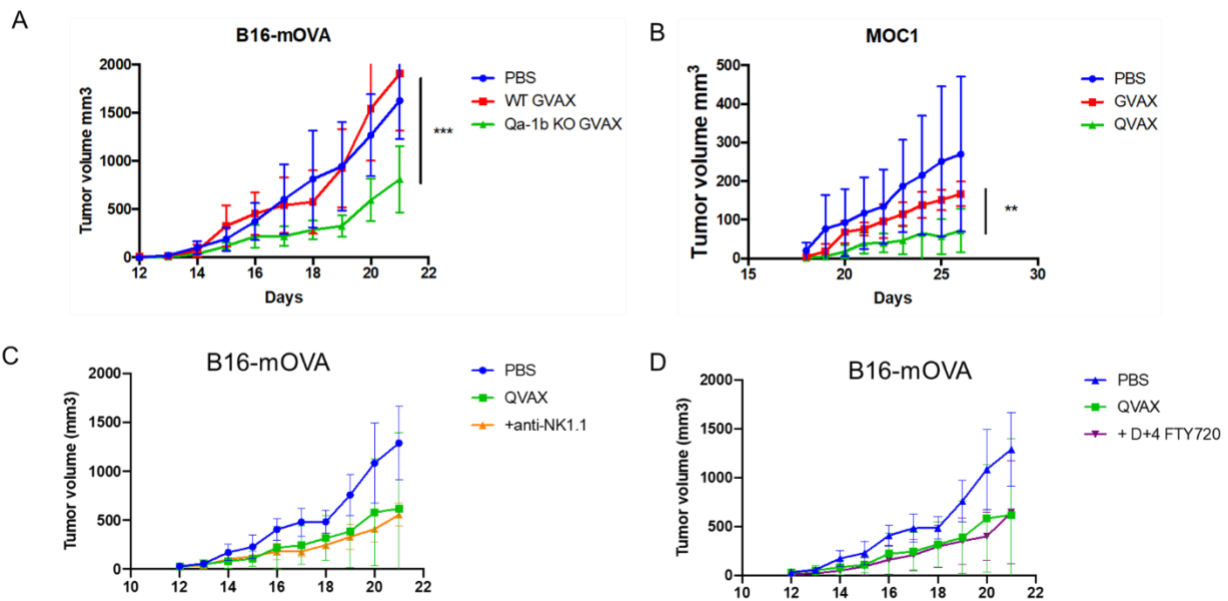 A
B16-mOVA
Tumor volume mm3
2000
1500
1000
500
0
12 14 16 18 20 22
Days
PBS
WT GVAX
Qa-1b KO GVAX
***
B
MOC1
Tumor volume mm³
500
400
300
200
100
0
15 20 25 30
Days
PBS
GVAX
QVAX
**
C
B16-mOVA
Tumor volume (mm3)
2000
1500
1000
500
0
10 12 14 16 18 20 22
PBS
QVAX
+anti-NK1.1
D
B16-mOVA
Tumor volume (mm3)
2000
1500
1000
500
0
10 12 14 16 18 20 22
PBS
QVAX
+ D+4 FTY720